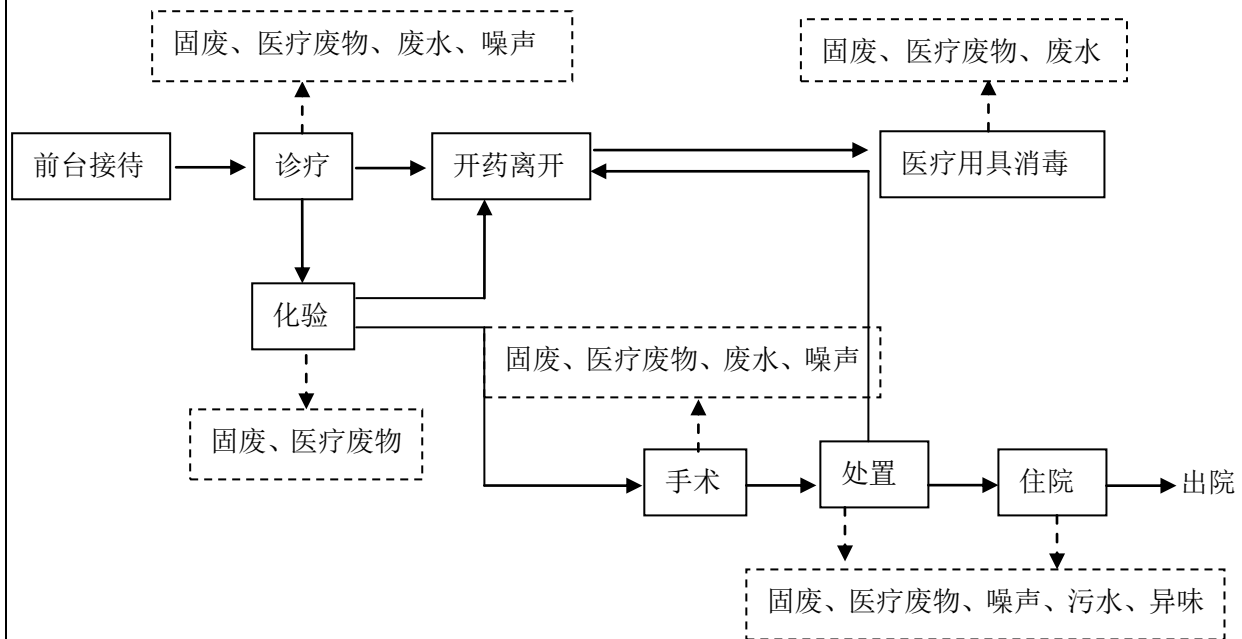 固废、医疗废物、废水、噪声
固废、医疗废物、废水
前台接待
诊疗
开药离开
医疗用具消毒
化验
固废、医疗废物、废水、噪声
固废、医疗废物
手术
处置
住院
出院
固废、医疗废物、噪声、污水、异味